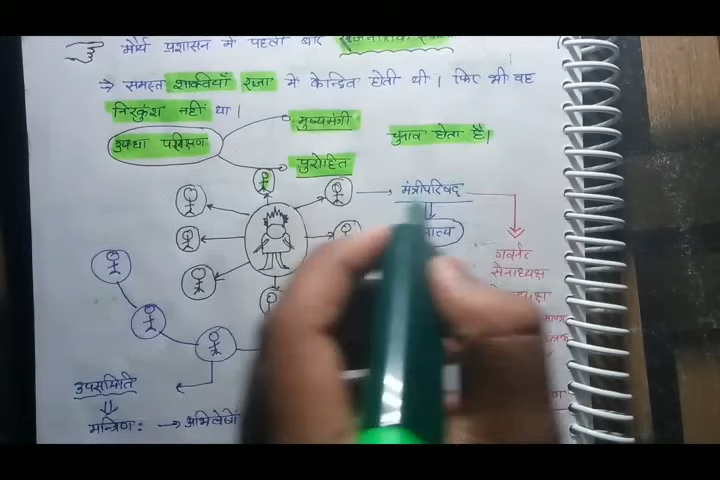 मौर्य प्रशासन में पहली बार
⇒ समस्त शक्तियाँ राजा में केन्द्रित होती थी। फिर भी वह
निरकुंश नहीं था।
मुख्यमंत्री
चुनाव होता है।
उपधा परीक्षण
पुरोहित
मंत्रीपरिषद्
गवर्नर
सेनाध्यक्ष
उपसमिति
मन्त्रिण: → अभिलेखों